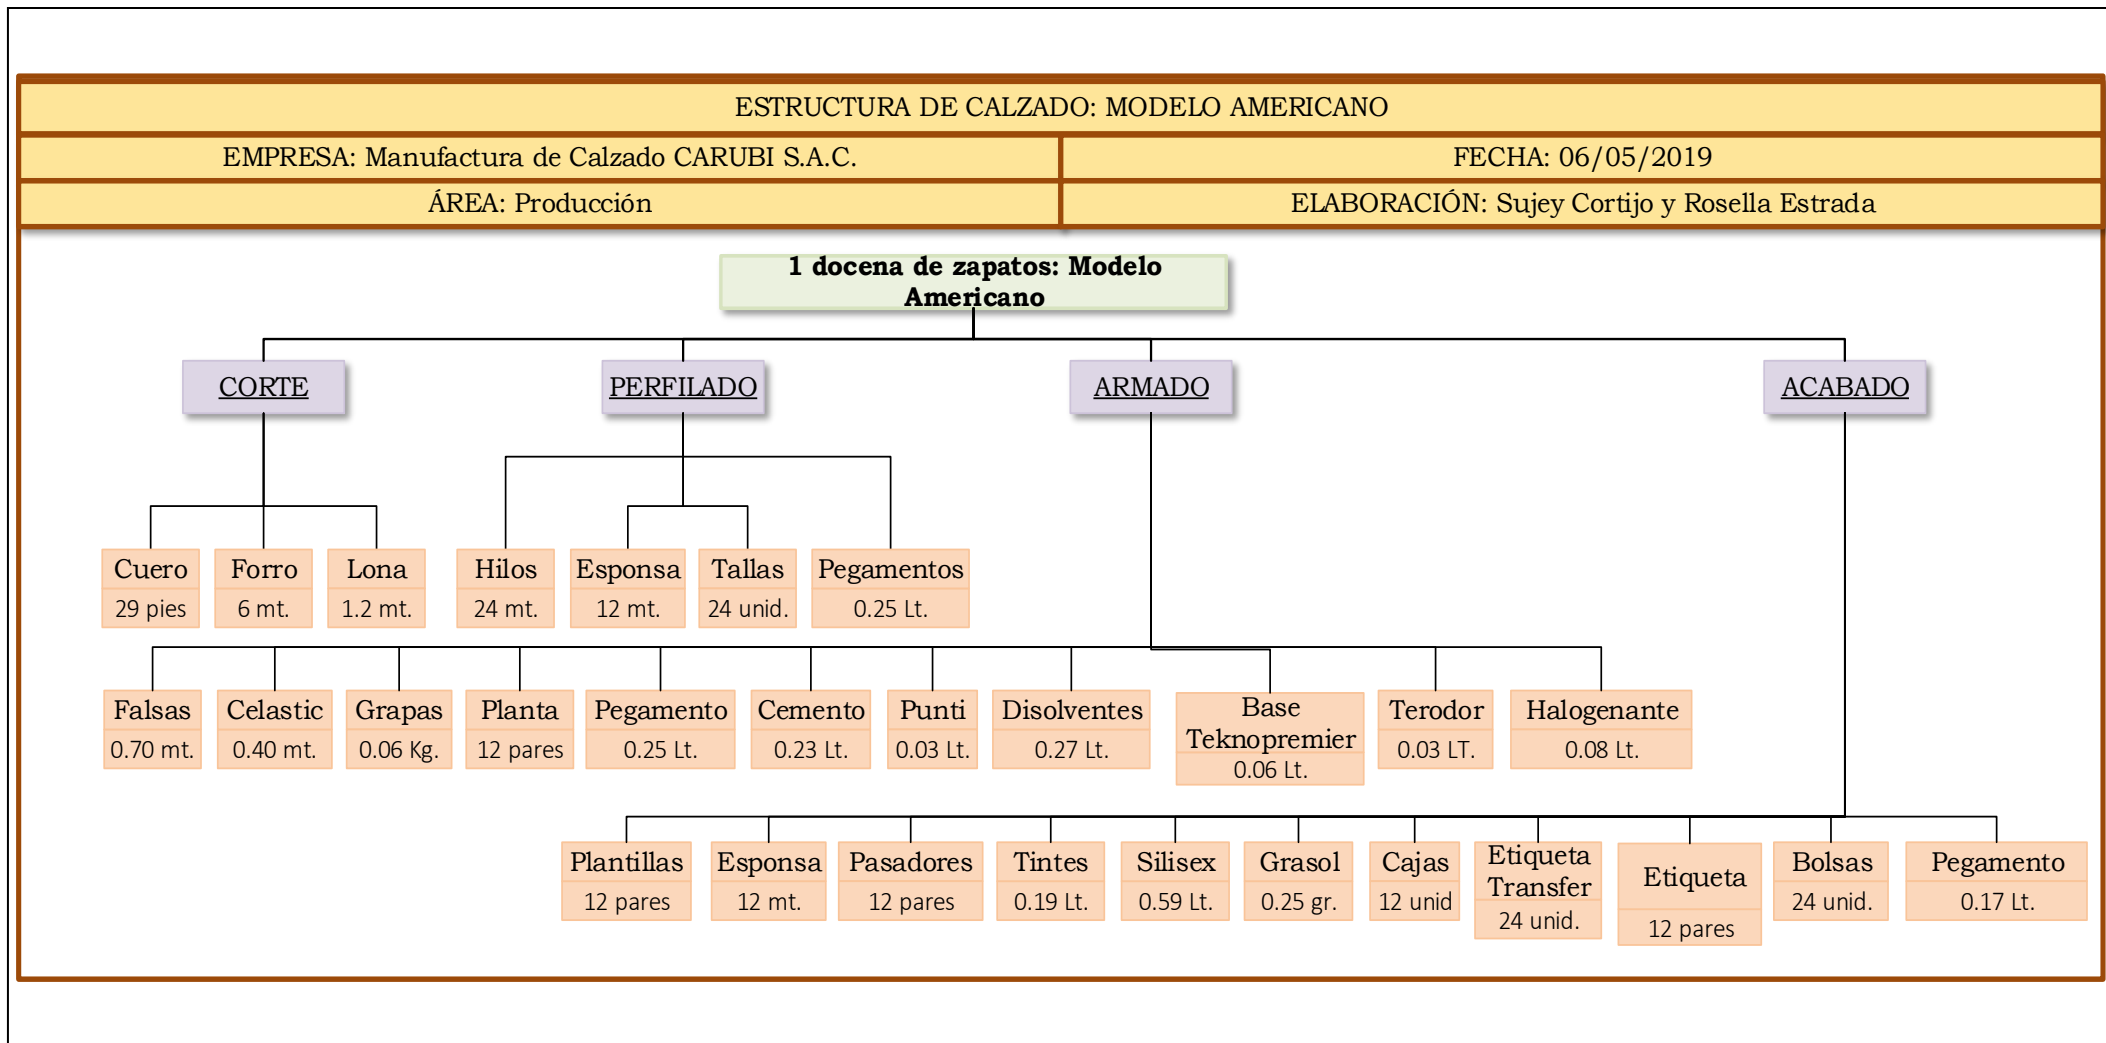 ESTRUCTURA DE CALZADO: MODELO AMERICANO
EMPRESA: Manufactura de Calzado CARUBI S.A.C.
FECHA: 06/05/2019
ÁREA: Producción
ELABORACIÓN: Sujey Cortijo y Rosella Estrada
1 docena de zapatos: Modelo
Americano
CORTE
PERFILADO
ARMADO
ACABADO
Cuero
29 pies
Forro
6 mt.
Lona
1.2 mt.
Hilos
24 mt.
Esponsa
12 mt.
Tallas
24 unid.
Pegamentos
0.25 Lt.
Falsas
0.70 mt.
Celastic
0.40 mt.
Grapas
0.06 Kg.
Planta
12 pares
Pegamento
0.25 Lt.
Cemento
0.23 Lt.
Punti
0.03 Lt.
Disolventes
0.27 Lt.
Base
Teknopremier
0.06 Lt.
Terodor
0.03 LT.
Halogenante
0.08 Lt.
Plantillas
12 pares
Esponsa
12 mt.
Pasadores
12 pares
Tintes
0.19 Lt.
Silisex
0.59 Lt.
Grasol
0.25 gr.
Cajas
12 unid
Etiqueta
Transfer
24 unid.
Etiqueta
12 pares
Bolsas
24 unid.
Pegamento
0.17 Lt.